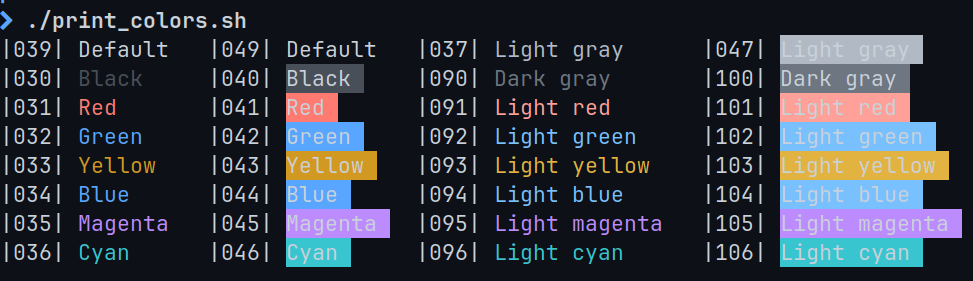 ❯ ./print_colors.sh
|039| Default |049| Default |037| Light gray |047| Light gray
|030| Black |040| Black |090| Dark gray |100| Dark gray
|031| Red |041| Red |091| Light red |101| Light red
|032| Green |042| Green |092| Light green |102| Light green
|033| Yellow |043| Yellow |093| Light yellow |103| Light yellow
|034| Blue |044| Blue |094| Light blue |104| Light blue
|035| Magenta |045| Magenta |095| Light magenta |105| Light magenta
|036| Cyan |046| Cyan |096| Light cyan |106| Light cyan